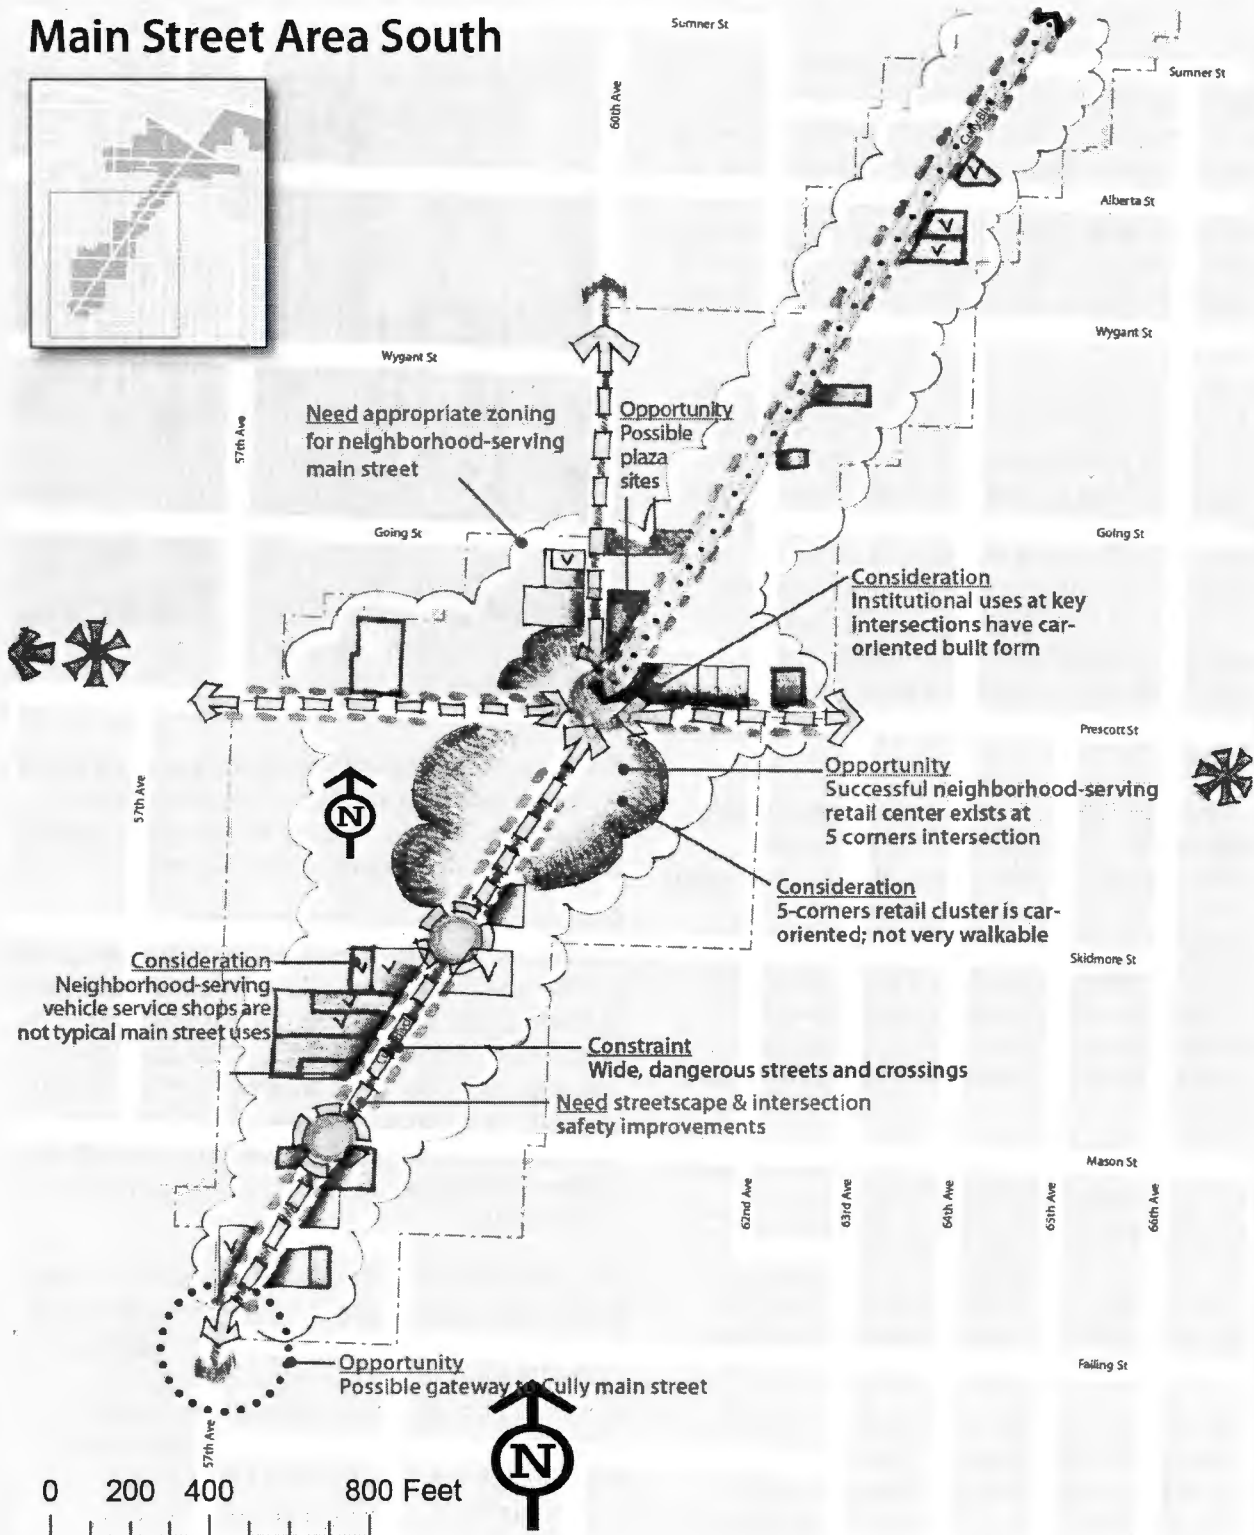 Main Street Area South
Sumner St
Sumner St
60th Ave
Cully Blvd
Alberta St
Wygant St
Wygant St
57th Ave
Need appropriate zoning
for neighborhood-serving
main street
Opportunity
Possible
plaza
sites
Going St
Going St
Consideration
Institutional uses at key
intersections have car-
oriented built form
Prescott St
57th Ave
N
Opportunity
Successful neighborhood-serving
retail center exists at
5 corners intersection
Consideration
5-corners retail cluster is car-
oriented; not very walkable
Skidmore St
Consideration
Neighborhood-serving
vehicle service shops are
not typical main street uses
Constraint
Wide, dangerous streets and crossings
Need streetscape & intersection
safety improvements
Mason St
62nd Ave
63rd Ave
64th Ave
65th Ave
66th Ave
Opportunity
Possible gateway to Cully main street
Failing St
57th Ave
N
0 200 400 800 Feet